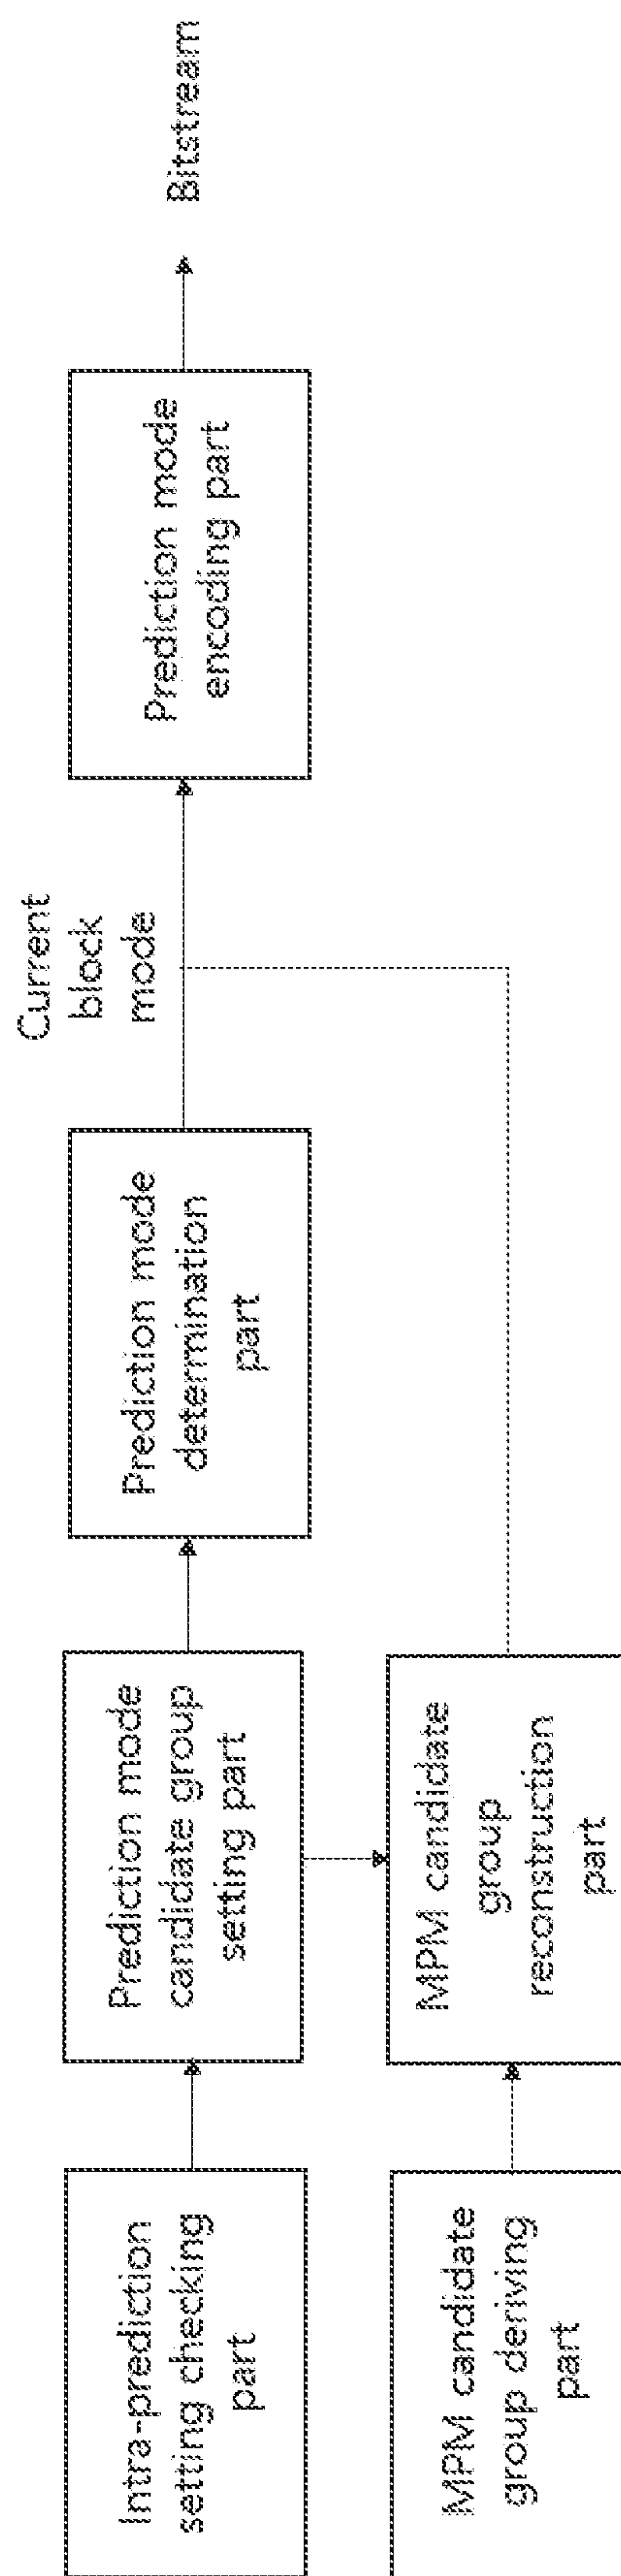 Intra-prediction
setting checking
part
Prediction mode
candidate group
setting part
Prediction mode
determination
part
Current
block
mode
Prediction mode
encoding part
Bitstream
MPM candidate
group deriving
part
MPM candidate
group
reconstruction
part